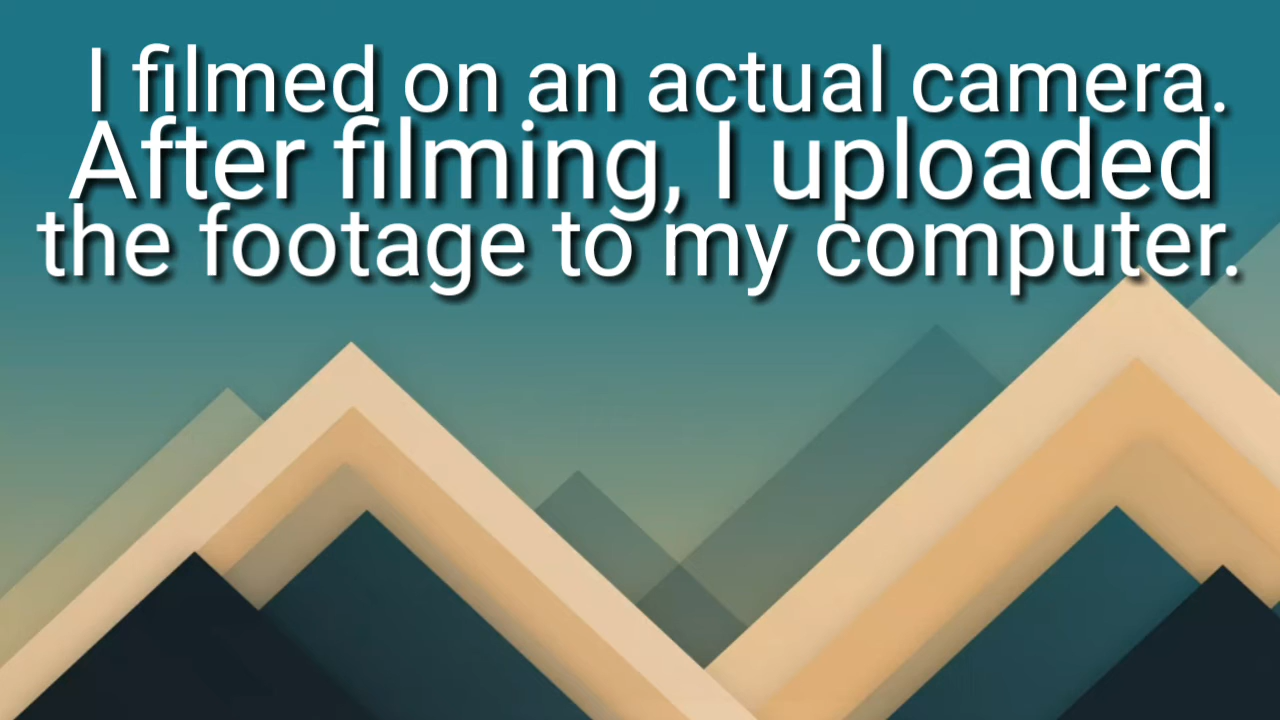 I filmed on an actual camera.
After filming, I uploaded
the footage to my computer.